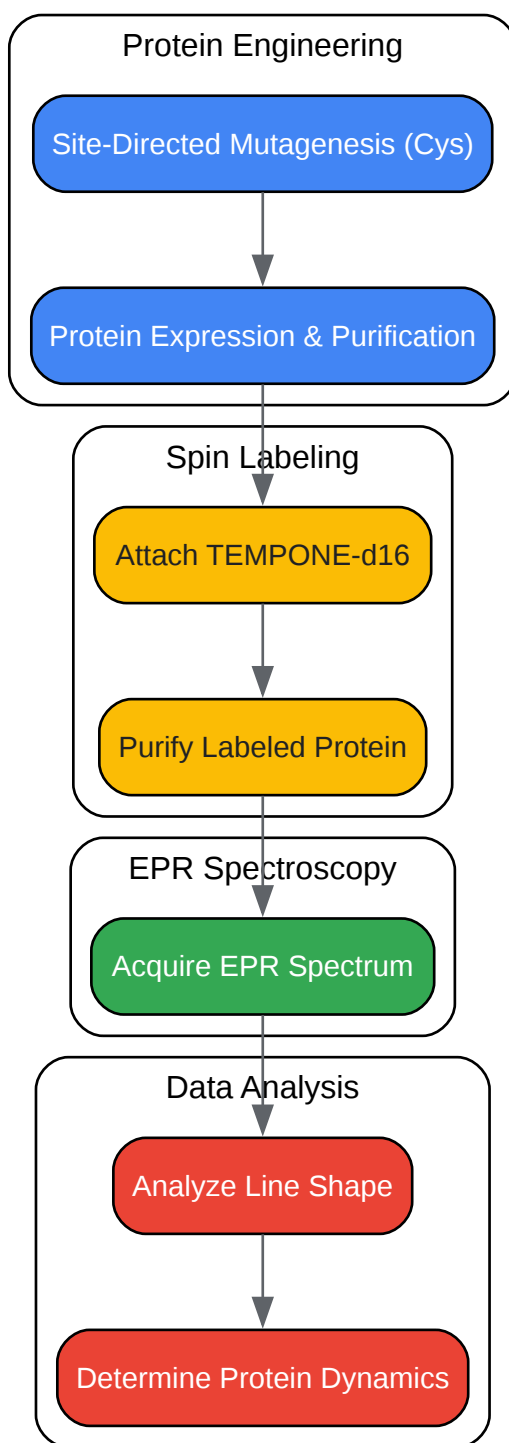 Protein Engineering
Site-Directed Mutagenesis (Cys)
Protein Expression & Purification
Spin Labeling
Attach TEMPONE-d16
Purify Labeled Protein
EPR Spectroscopy
Acquire EPR Spectrum
Data Analysis
Analyze Line Shape
Determine Protein Dynamics